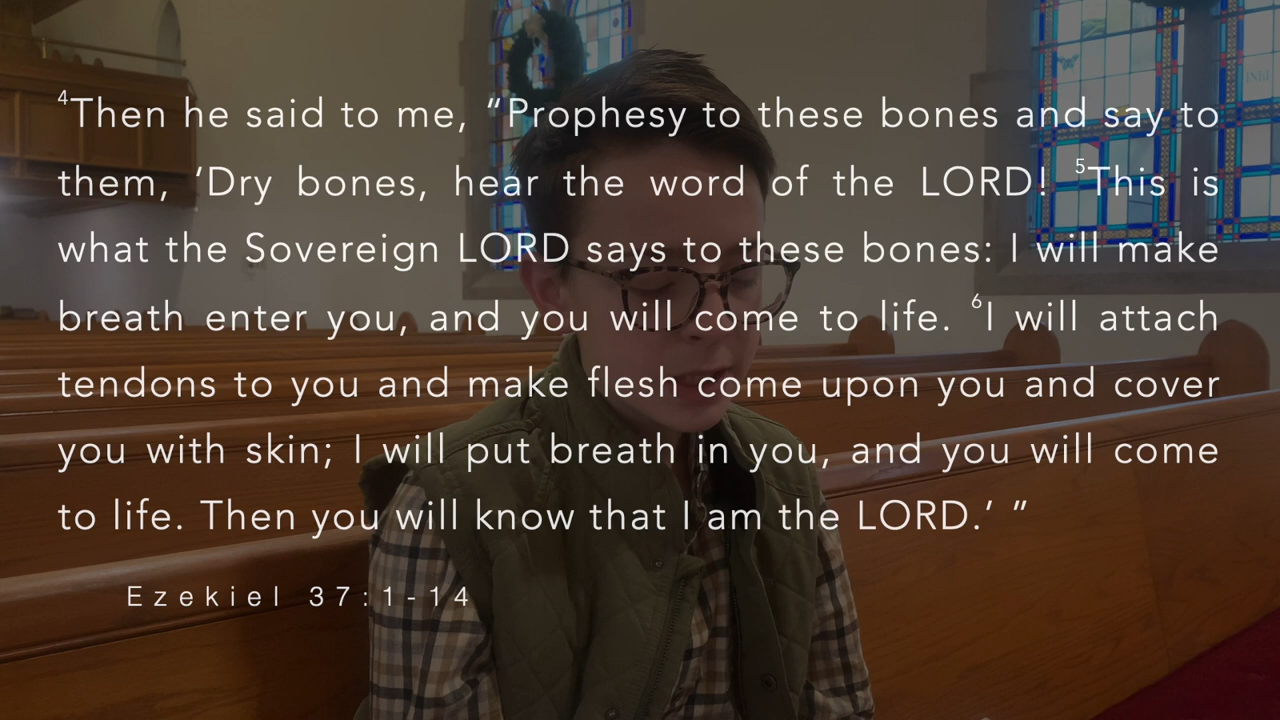 ⁴Then he said to me, “Prophesy to these bones and say to
them, ‘Dry bones, hear the word of the LORD! ⁵This is
what the Sovereign LORD says to these bones: I will make
breath enter you, and you will come to life. ⁶I will attach
tendons to you and make flesh come upon you and cover
you with skin; I will put breath in you, and you will come
to life. Then you will know that I am the LORD.’ ”
Ezekiel 37:1-14